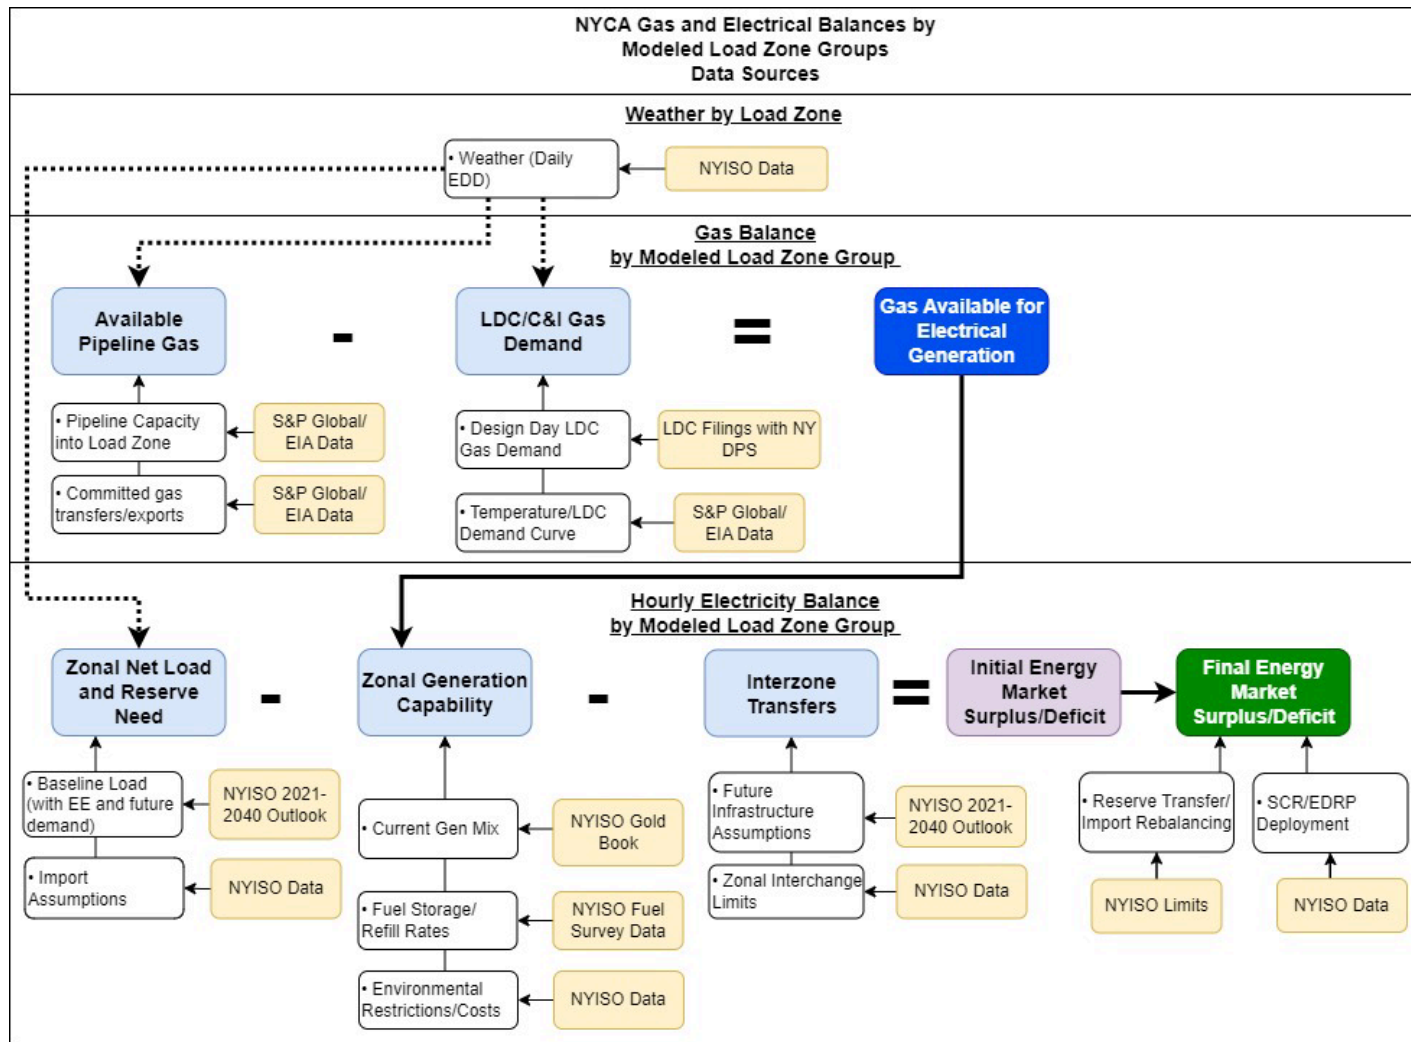 NYCA Gas and Electrical Balances by
Modeled Load Zone Groups
Data Sources
Weather by Load Zone
• Weather (Daily
EDD)
NYISO Data
Gas Balance
by Modeled Load Zone Group
Available
Pipeline Gas
-
LDC/C&I Gas
Demand
=
Gas Available for
Electrical
Generation
• Pipeline Capacity
into Load Zone
S&P Global/
EIA Data
• Design Day LDC
Gas Demand
LDC Filings with NY
DPS
• Committed gas
transfers/exports
S&P Global/
EIA Data
• Temperature/LDC
Demand Curve
S&P Global/
EIA Data
Hourly Electricity Balance
by Modeled Load Zone Group
Zonal Net Load
and Reserve
Need
-
Zonal Generation
Capability
-
Interzone
Transfers
=
Initial Energy
Market
Surplus/Deficit
Final Energy
Market
Surplus/Deficit
• Baseline Load
(with EE and future
demand)
NYISO 2021-
2040 Outlook
• Import
Assumptions
NYISO Data
• Current Gen Mix
NYISO Gold
Book
• Fuel Storage/
Refill Rates
NYISO Fuel
Survey Data
• Environmental
Restrictions/Costs
NYISO Data
• Future
Infrastructure
Assumptions
NYISO 2021-
2040 Outlook
• Zonal Interchange
Limits
NYISO Data
• Reserve Transfer/
Import Rebalancing
NYISO Limits
• SCR/EDRP
Deployment
NYISO Data